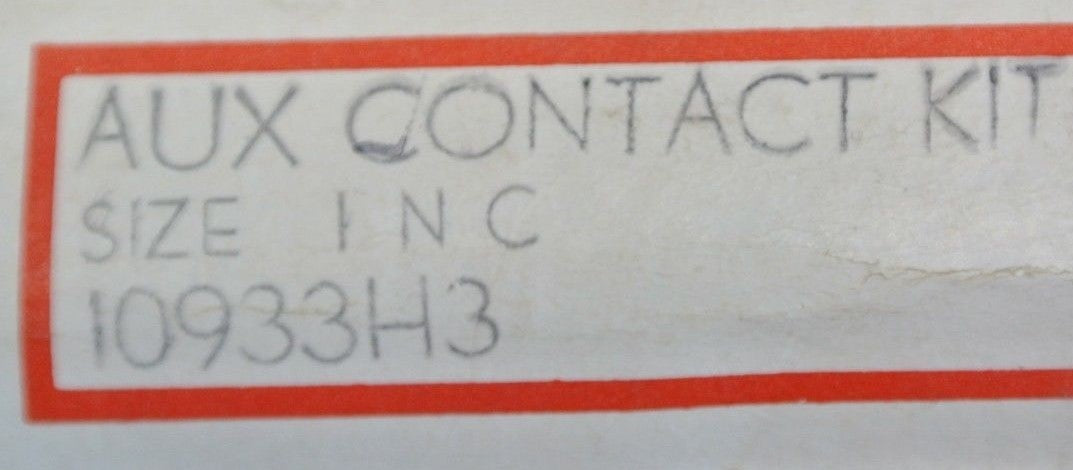 AUX CONTACT KIT
SIZE 1 N C
10933H3